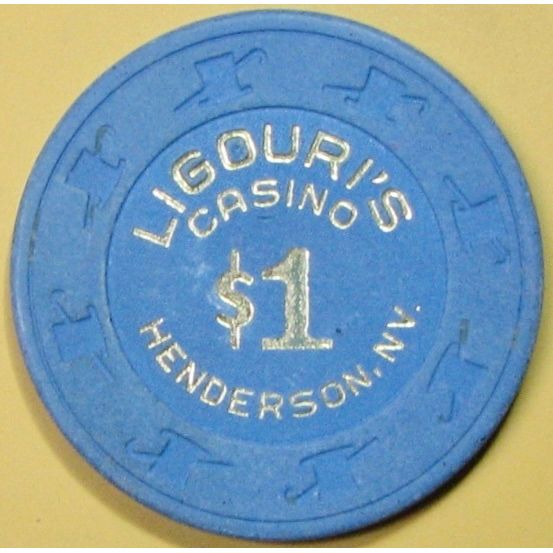 LIGOURI'S
CASINO
$1
HENDERSON, NV.